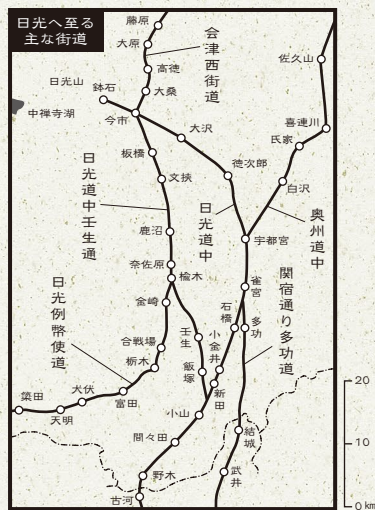 日光へ至る
主な街道
藤原
大原
会津西街道
高徳
大桑
佐久山
日光山
鉢石
中禅寺湖
今市
大沢
喜連川
氏家
板橋
徳次郎
文挾
白沢
日光道中壬生通
日光道中
奥州道中
鹿沼
宇都宮
奈佐原
楡木
雀宮
関宿通り多功道
金崎
石橋
多功
日光例幣使道
壬生
小金井
合戦場
栃木
飯塚
新田
簗田
犬伏
富田
天明
小山
間々田
結城
野木
武井
古河
20
10
0km